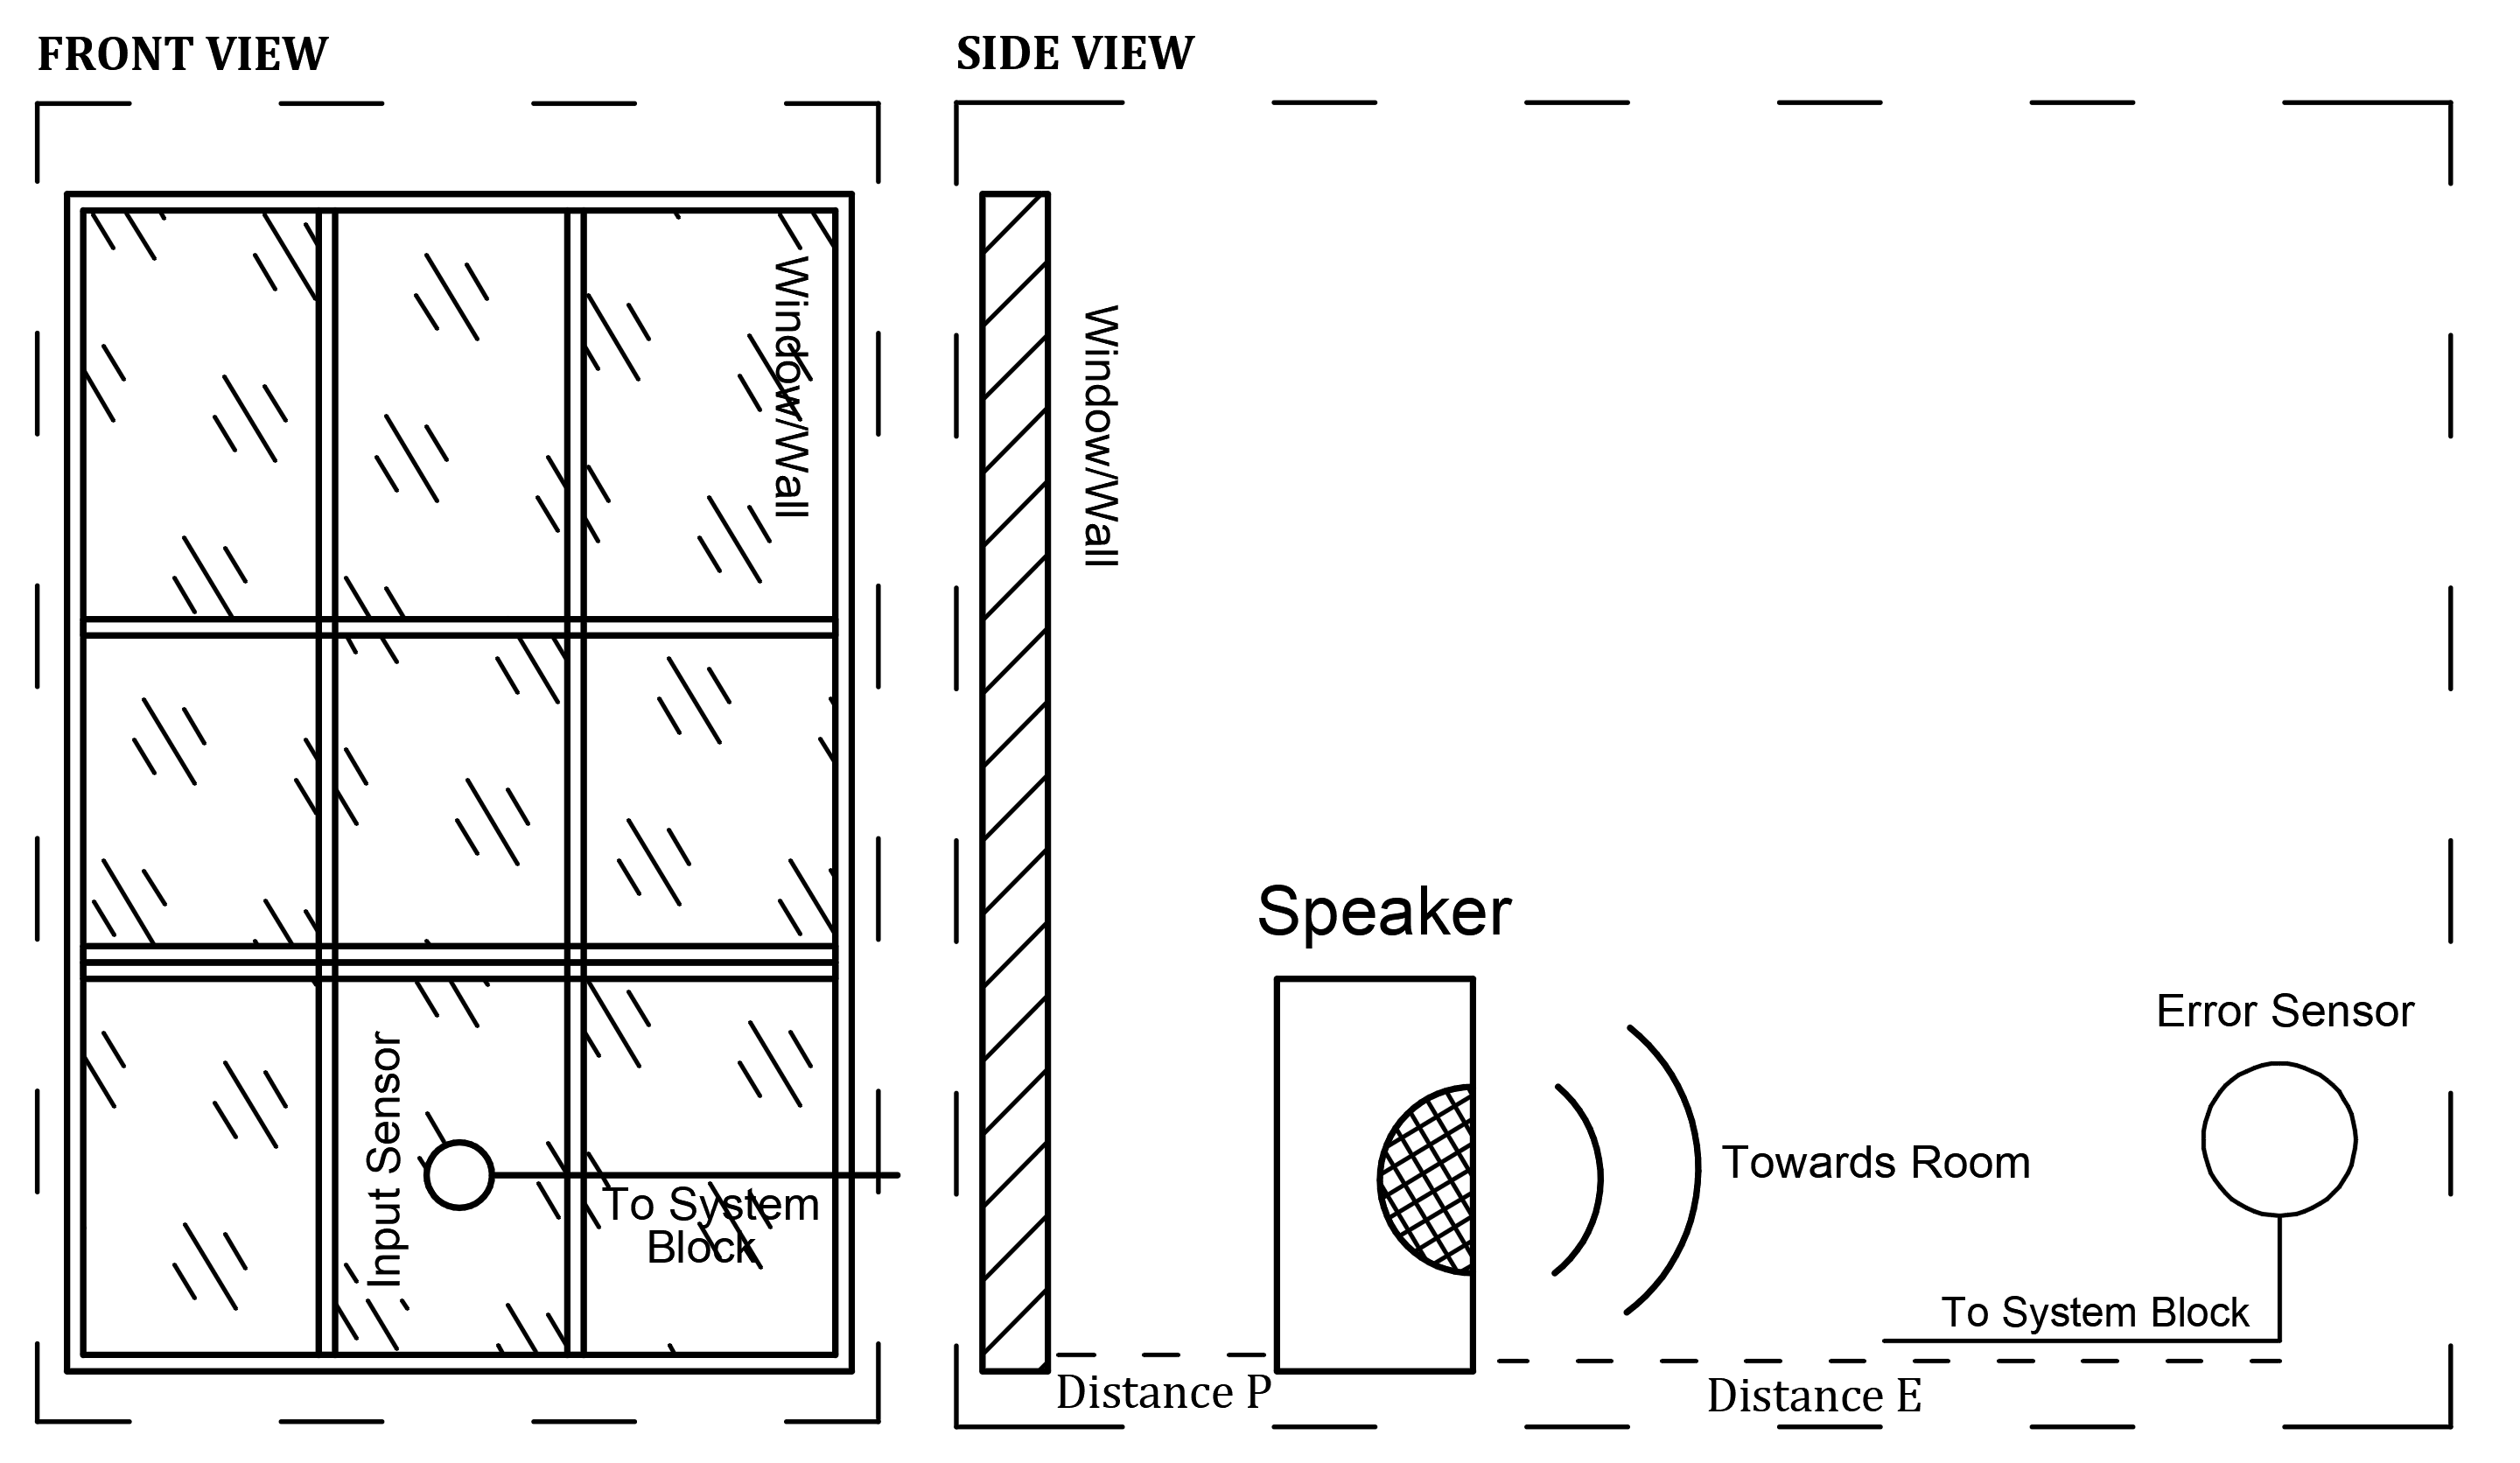 FRONT VIEW
Window/Wall
Input Sensor
To System
Block
SIDE VIEW
Window/Wall
Speaker
Towards Room
Error Sensor
To System Block
Distance P
Distance E